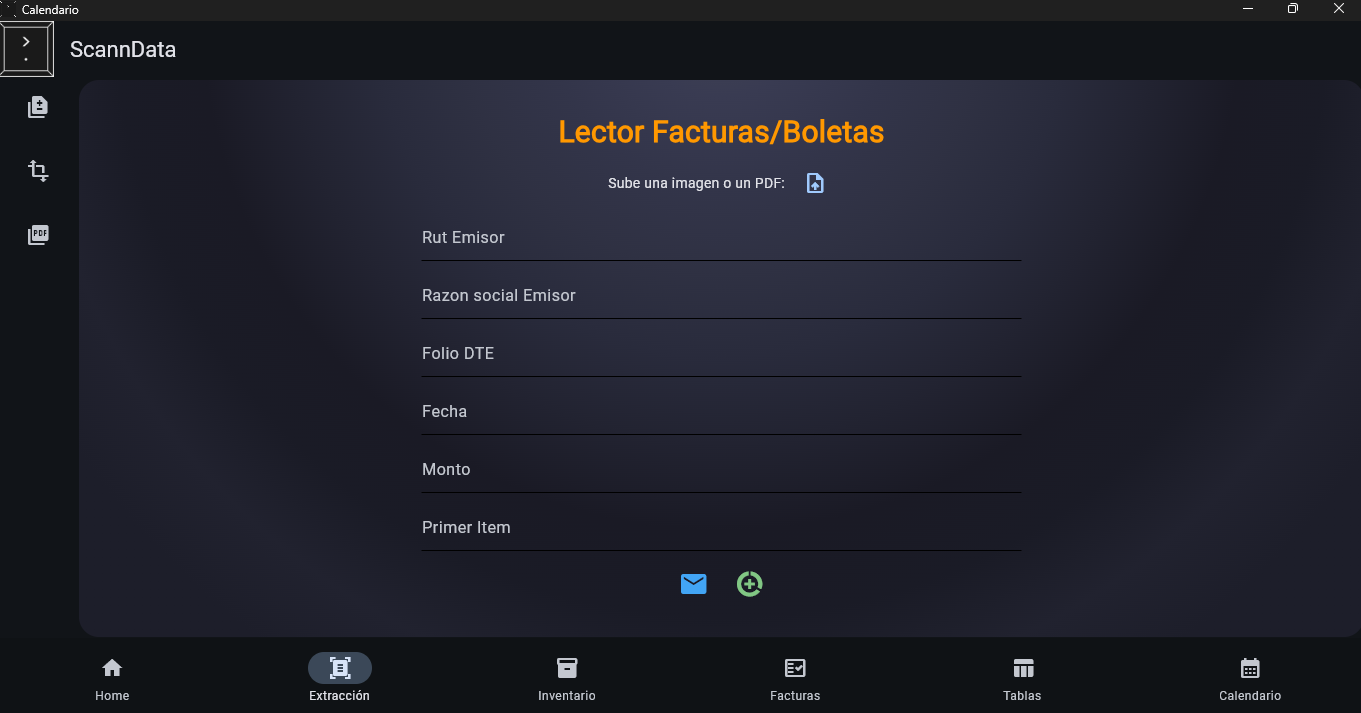 Calendario
ScannData
Lector Facturas/Boletas
Sube una imagen o un PDF:
PDF
Rut Emisor
Razon social Emisor
Folio DTE
Fecha
Monto
Primer Item
Home
Extracción
Inventario
Facturas
Tablas
Calendario